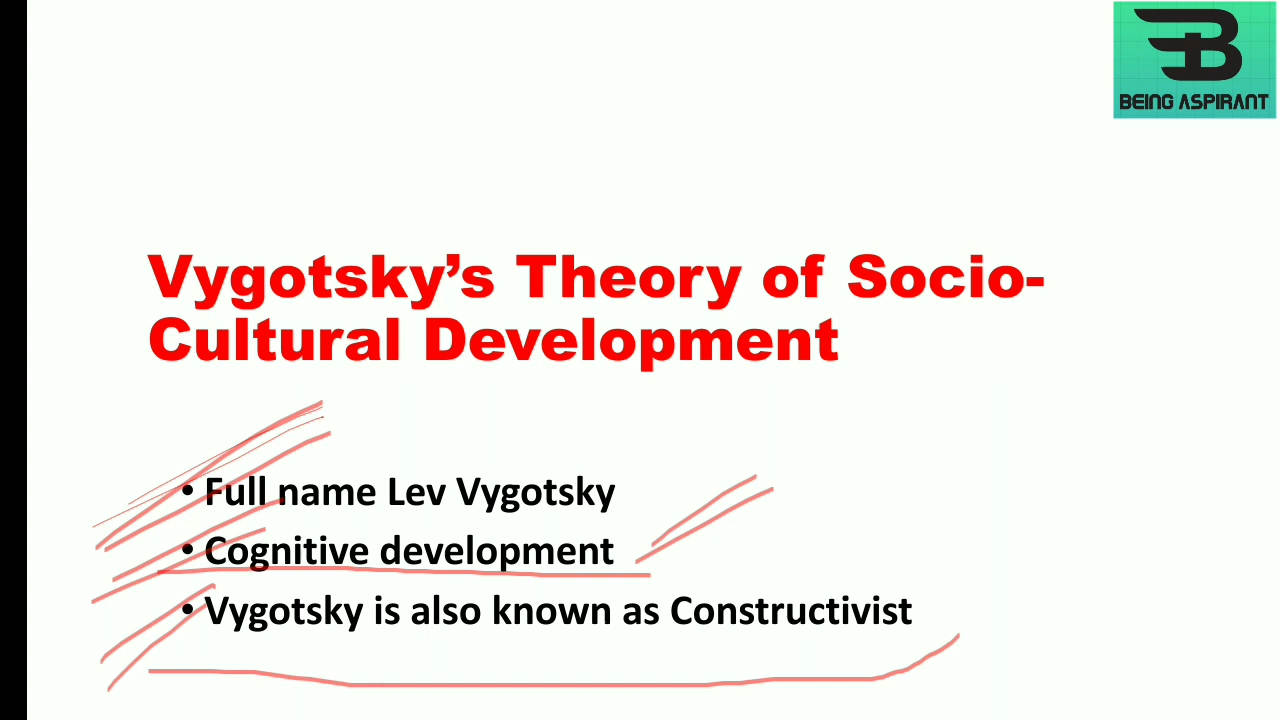 BEING ASPIRANT
Vygotsky’s Theory of Socio-
Cultural Development
• Full name Lev Vygotsky
• Cognitive development
• Vygotsky is also known as Constructivist